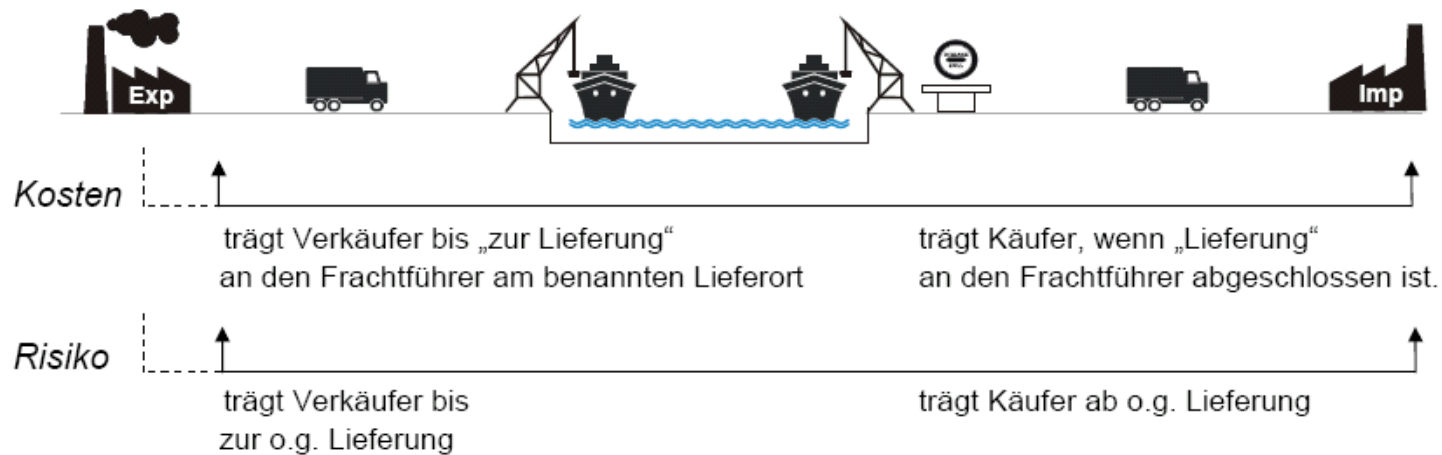 Exp
Imp
Kosten
trägt Verkäufer bis „zur Lieferung“
an den Frachtführer am benannten Lieferort
trägt Käufer, wenn „Lieferung“
an den Frachtführer abgeschlossen ist.
Risiko
trägt Verkäufer bis
zur o.g. Lieferung
trägt Käufer ab o.g. Lieferung